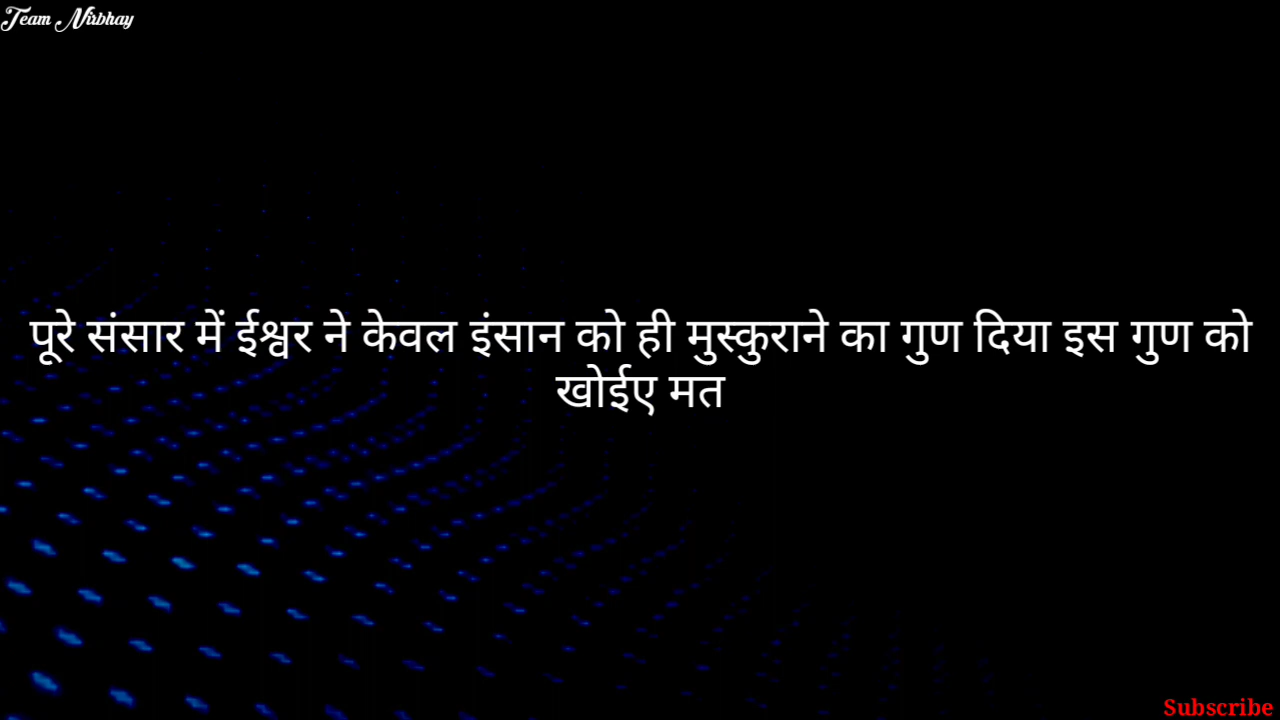 Team Nirbhay
पूरे संसार में ईश्वर ने केवल इंसान को ही मुस्कुराने का गुण दिया इस गुण को
खोईए मत
Subscribe